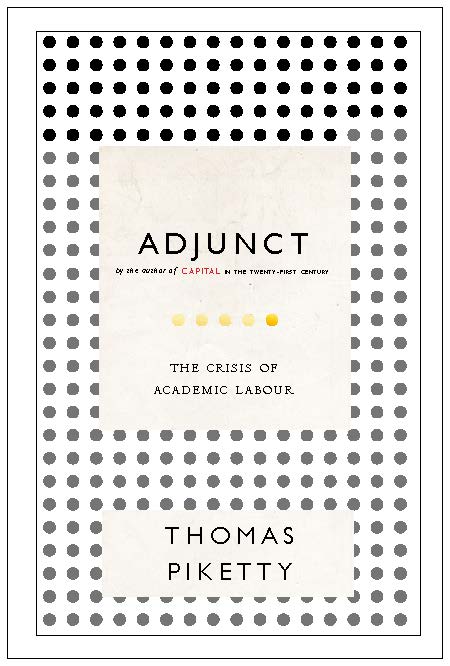 ADJUNCT
by the author of CAPITAL IN THE TWENTY-FIRST CENTURY
THE CRISIS OF
ACADEMIC LABOUR
THOMAS
PIKETTY